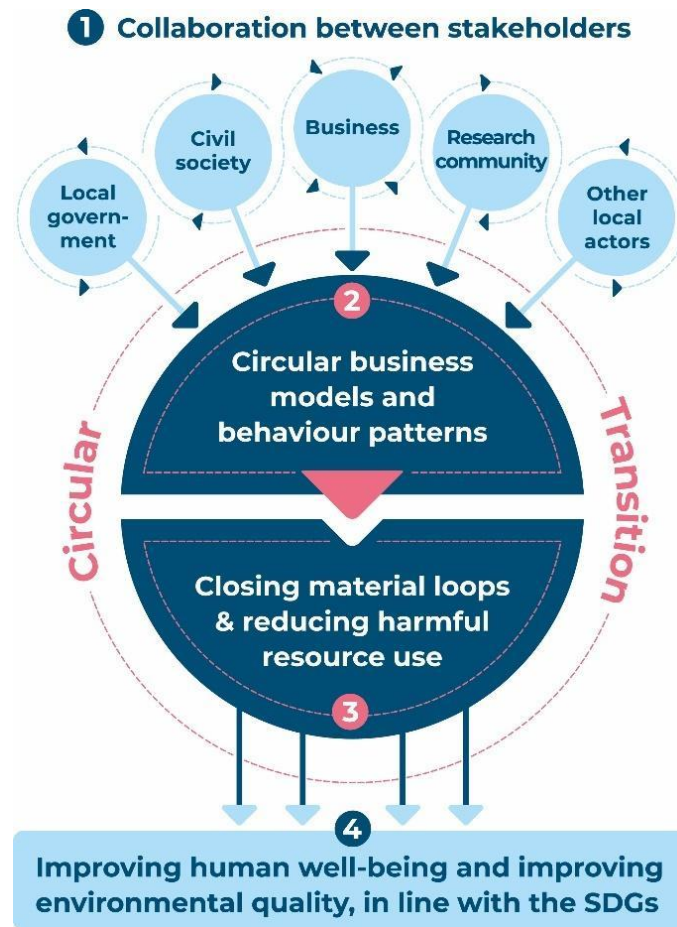 1 Collaboration between stakeholders
Local
govern-
ment
Civil
society
Business
Research
community
Other
local
actors
2
Circular business
models and
behaviour patterns
Circular
Transition
Closing material loops
& reducing harmful
resource use
3
4
Improving human well-being and improving
environmental quality, in line with the SDGs